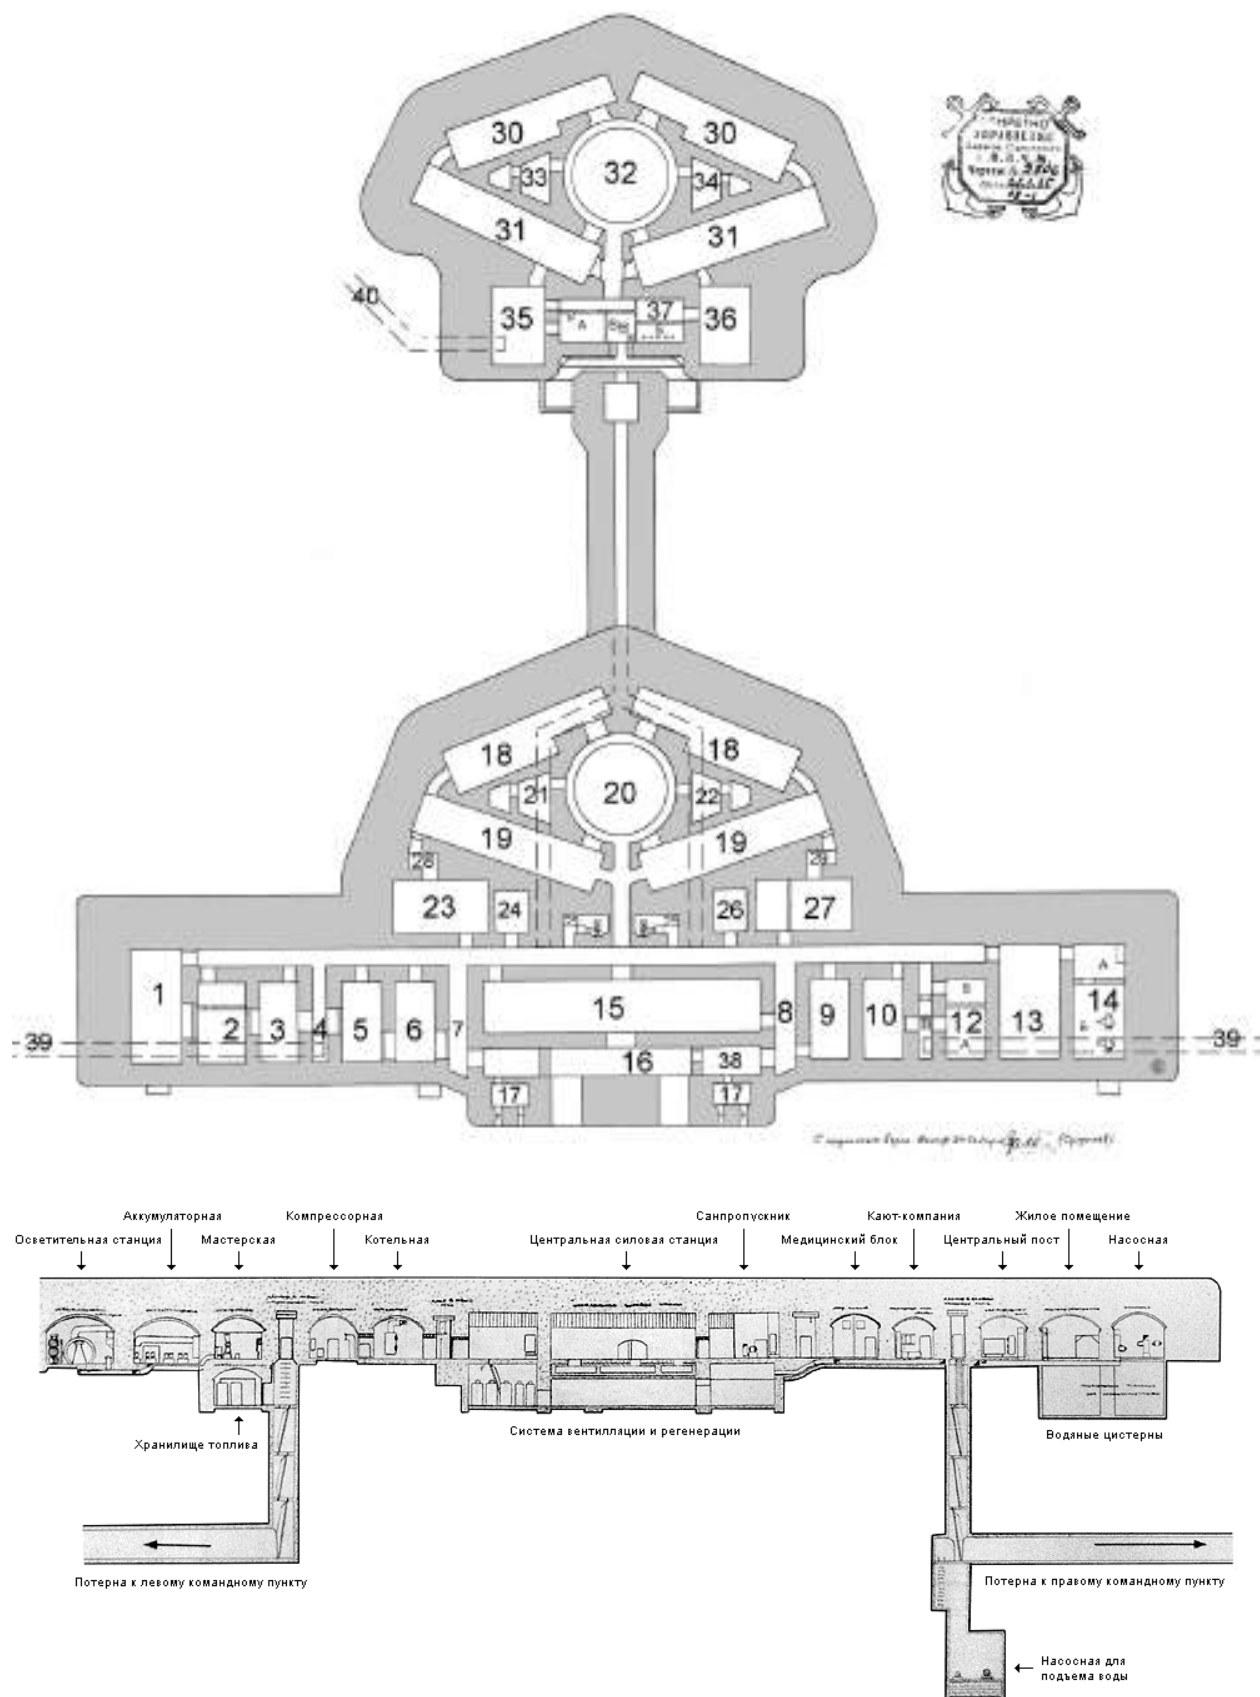 30
30
33
32
34
31
31
40
35
А
37
36
18
18
21
20
22
19
19
28
29
23
24
26
27
1
2
3
4
5
6
7
15
8
9
10
12
А
13
А
14
39
16
38
39
17
17
Аккумуляторная
Компрессорная
Санпропускник
Кают-компания
Жилое помещение
Осветительная станция
Мастерская
Котельная
Центральная силовая станция
Медицинский блок
Центральный пост
Насосная
Хранилище топлива
Система вентилляции и регенерации
Водяные цистерны
Потерна к левому командному пункту
Потерна к правому командному пункту
Насосная для
подъема воды